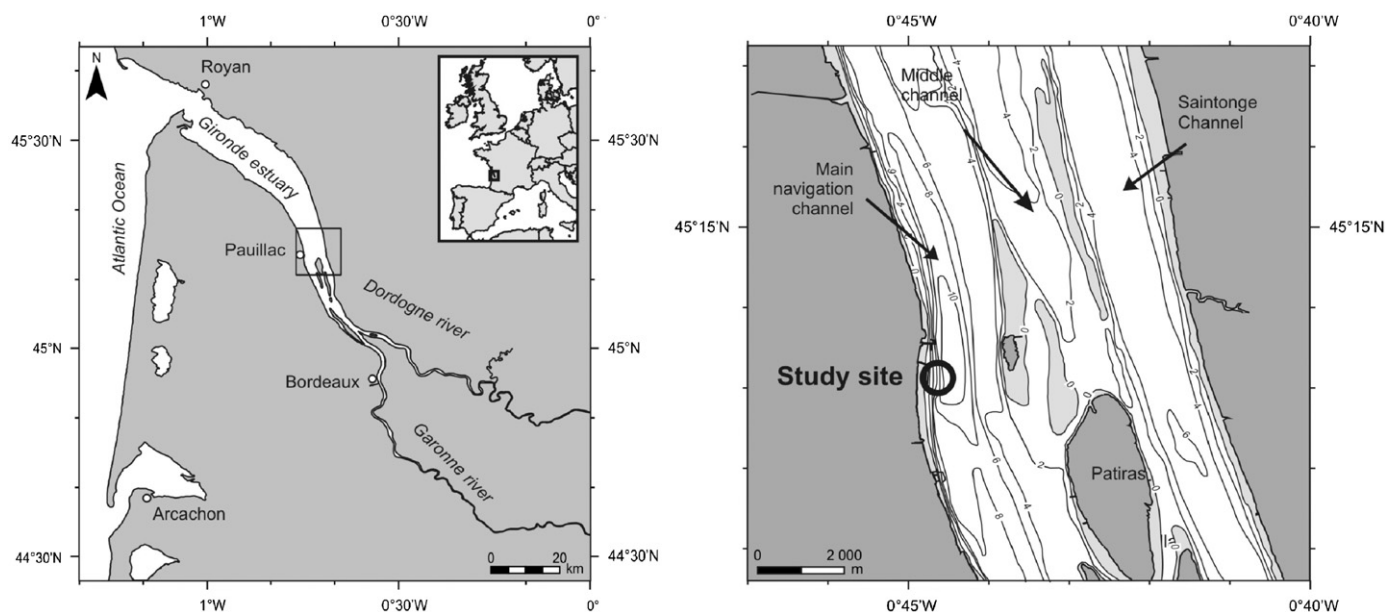 1°W
0°30'W
0°
N
Royan
45°30'N
45°30'N
Gironde estuary
Atlantic Ocean
Pauillac
Dordogne river
45°N
45°N
Bordeaux
Garonne river
Arcachon
44°30'N
44°30'N
0
20
km
1°W
0°30'W
0°
0°45'W
0°40'W
Middle
channel
Saintonge
Channel
Main
navigation
channel
45°15'N
45°15'N
10
Study site
Patiras
0
2 000
m
0°45'W
0°40'W